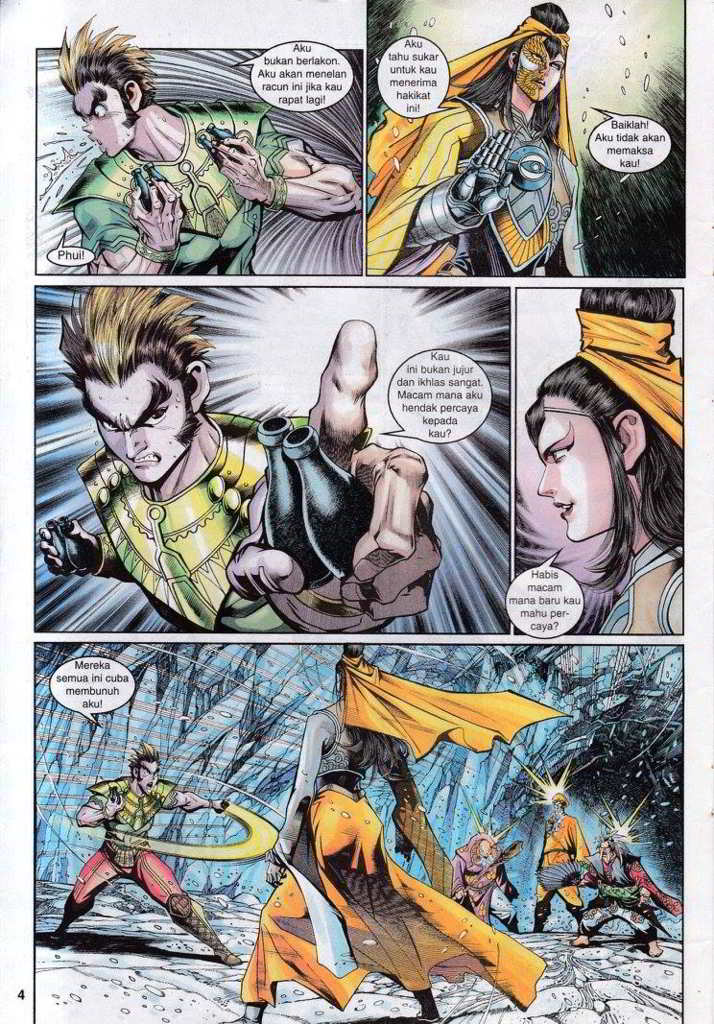 Aku
bukan berlakon.
Aku akan menelan
racun ini jika kau
rapat lagi!
Phui!
Aku
tahu sukar
untuk kau
menerima
hakikat
ini!
Baiklah!
Aku tidak akan
memaksa
kau!
Kau
ini bukan jujur
dan ikhlas sangat.
Macam mana aku
hendak percaya
kepada
kau?
Habis
macam
mana baru kau
mahu per-
caya?
Mereka
semua ini cuba
membunuh
aku!
4